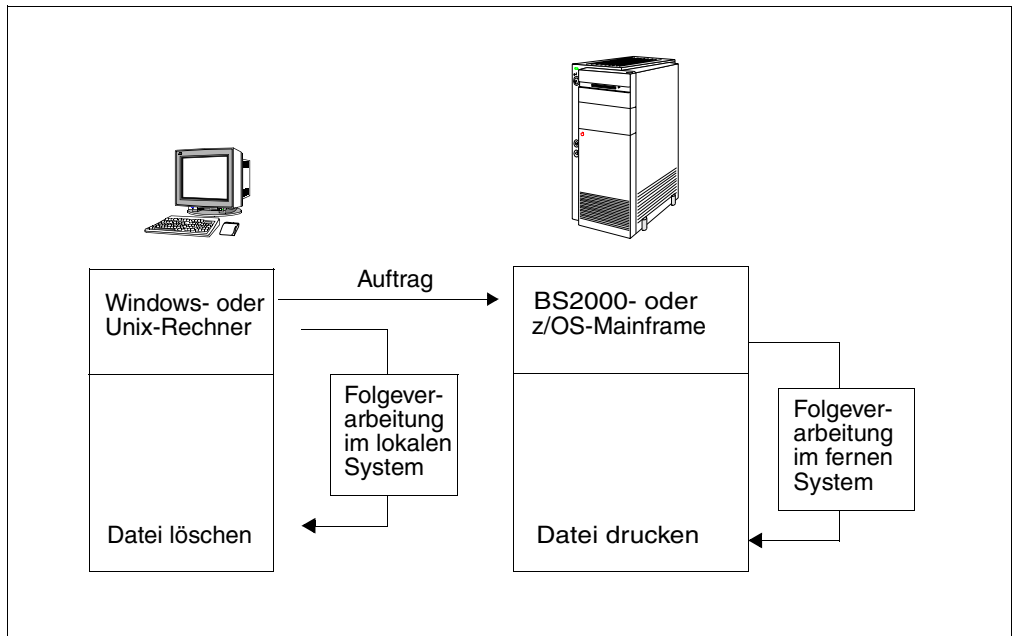 Auftrag
Windows- oder
Unix-Rechner
BS2000- oder
z/OS-Mainframe
Folgever-
arbeitung
im lokalen
System
Folgever-
arbeitung
im fernen
System
Datei löschen
Datei drucken